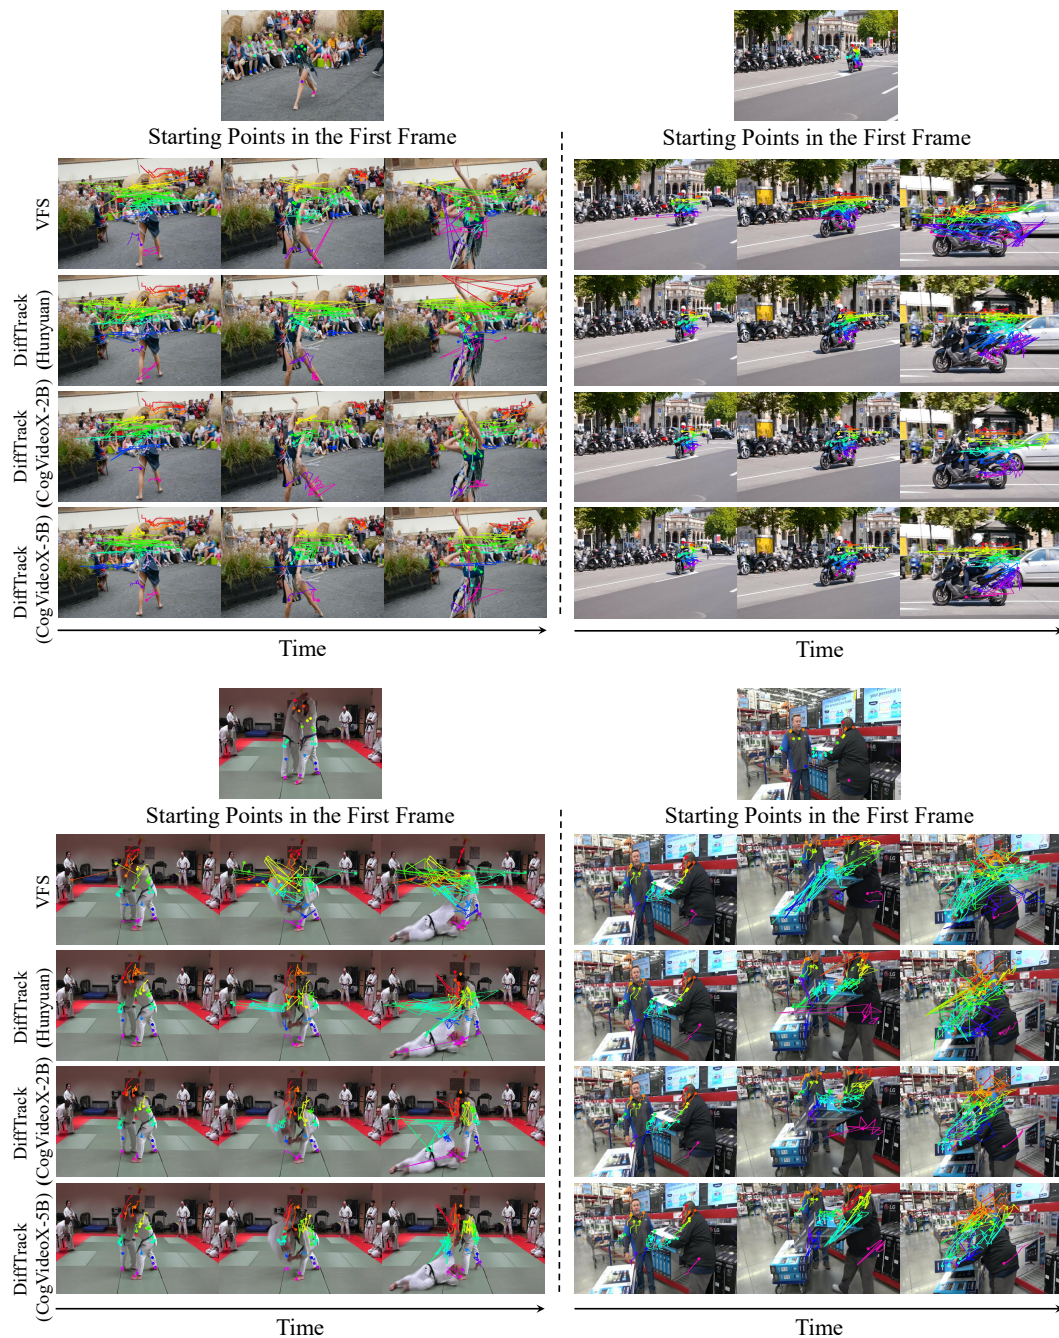 Starting Points in the First Frame
Starting Points in the First Frame
VFS
DiffTrack
(Hunyuan)
DiffTrack
(CogVideoX-2B)
DiffTrack
(CogVideoX-5B)
Time
Time
Starting Points in the First Frame
Starting Points in the First Frame
VFS
DiffTrack
(Hunyuan)
DiffTrack
(CogVideoX-2B)
DiffTrack
(CogVideoX-5B)
Time
Time